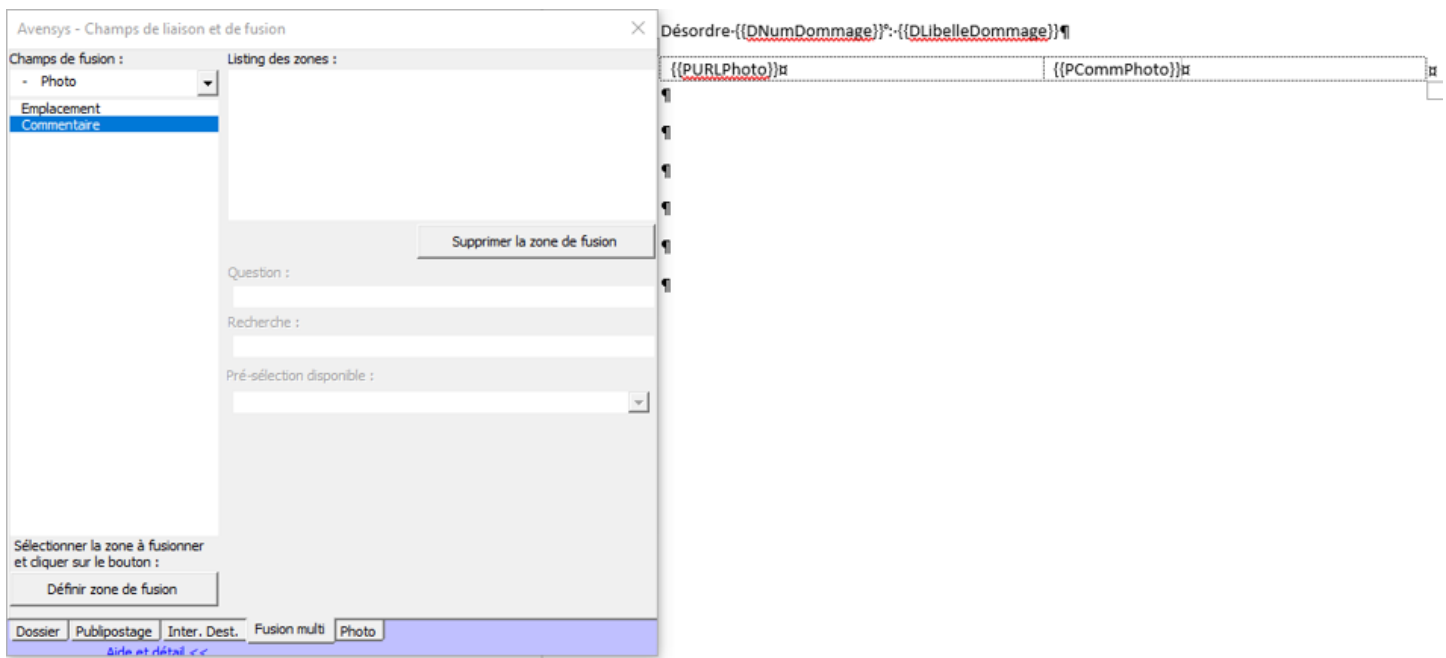 Avensys - Champs de liaison et de fusion
Champs de fusion :
- Photo
Emplacement
Commentaire
Sélectionner la zone à fusionner
et cliquer sur le bouton :
Définir zone de fusion
Listing des zones :
Supprimer la zone de fusion
Question :
Recherche :
Pré-sélection disponible :
Dossier Publipostage Inter. Dest. Fusion multi Photo
Aide et détail <<
Désordre·{{DNumDommage}}°:·{{DLibelleDommage}}¶
{{PURLPhoto}}¤ {{PCommPhoto}}¤ ¤
¶
¶
¶
¶
¶
¶